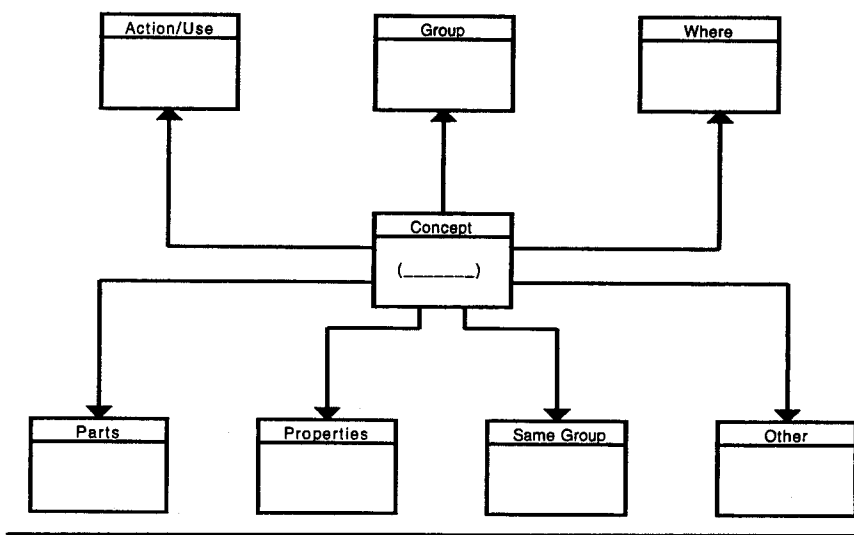 Action/Use
Group
Where
Concept
(_______)
Parts
Properties
Same Group
Other